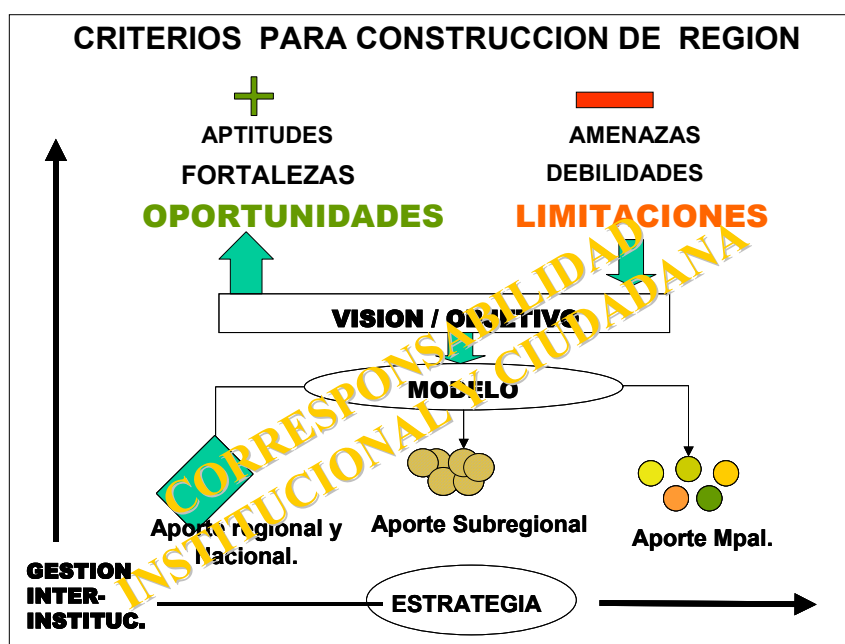 CRITERIOS PARA CONSTRUCCION DE REGION
APTITUDES
AMENAZAS
FORTALEZAS
DEBILIDADES
OPORTUNIDADES
LIMITACIONES
VISION / OBJETIVO
MODELO
CORRESPONSABILIDAD
INSTITUCIONAL Y CIUDADANA
Aporte regional y
Nacional.
Aporte Subregional
Aporte Mpal.
GESTION
INTER-
INSTITUC.
ESTRATEGIA